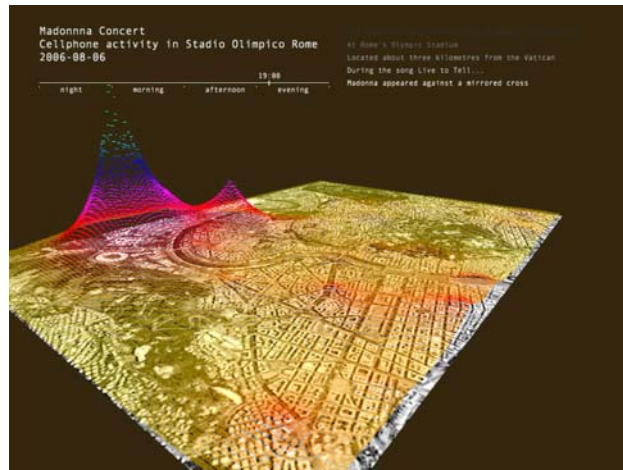 Madonnna Concert
Cellphone activity in Stadio Olimpico Rome
2006-08-06
19:00
night morning afternoon evening
At Rome's Olympic Stadium
Located about three kilometres from the Vatican
During the song Live to Tell...
Madonna appeared against a mirrored cross